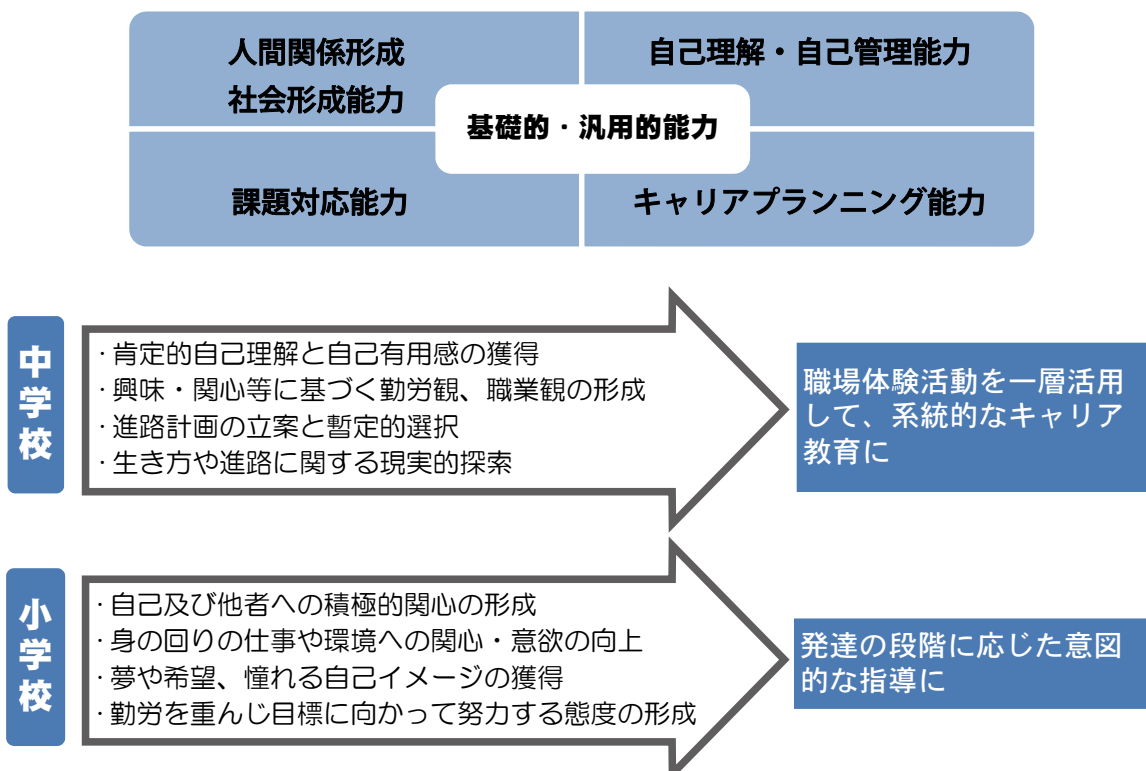 人間関係形成
社会形成能力
自己理解・自己管理能力
基礎的・汎用的能力
課題対応能力
キャリアプランニング能力
中学校
・肯定的自己理解と自己有用感の獲得
・興味・関心等に基づく勤労観、職業観の形成
・進路計画の立案と暫定的選択
・生き方や進路に関する現実的探索
職場体験活動を一層活用
して、系統的なキャリア
教育に
小学校
・自己及び他者への積極的関心の形成
・身の回りの仕事や環境への関心・意欲の向上
・夢や希望、憧れる自己イメージの獲得
・勤労を重んじ目標に向かって努力する態度の形成
発達の段階に応じた意図
的な指導に